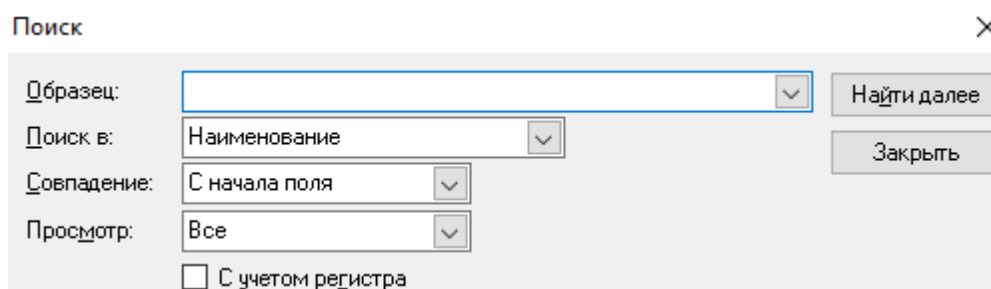 Поиск
Образец:
Найти далее
Поиск в: Наименование
Закрыть
Совпадение: С начала поля
Просмотр: Все
С учетом регистра